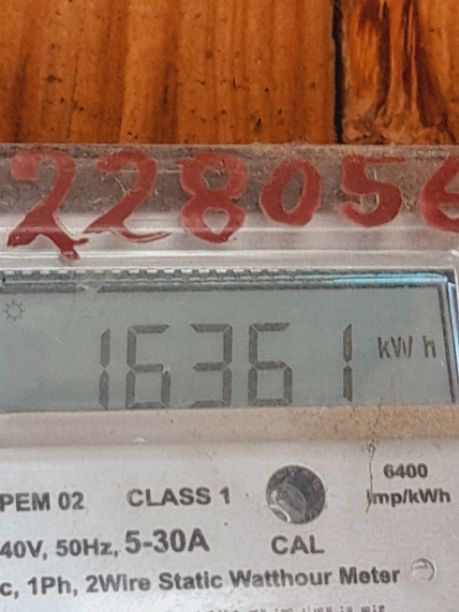 228056
16361 kWh
6400
PEM 02 CLASS 1 Imp/kWh
40V, 50Hz, 5-30A CAL
c, 1Ph, 2Wire Static Watthour Meter